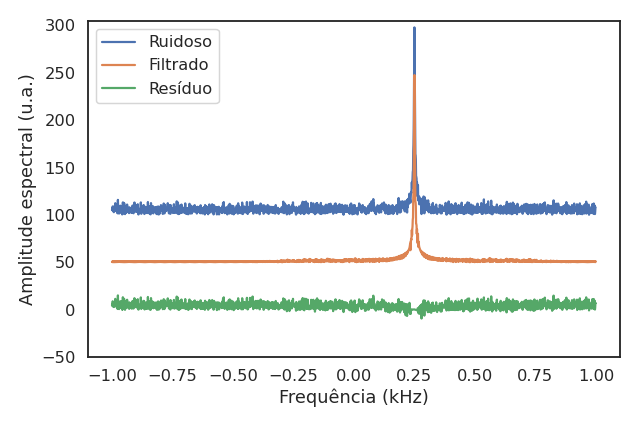 Amplitude espectral (u.a.)
300
250
200
150
100
50
0
−50
Ruidoso
Filtrado
Resíduo
−1.00 −0.75 −0.50 −0.25 0.00 0.25 0.50 0.75 1.00
Frequência (kHz)